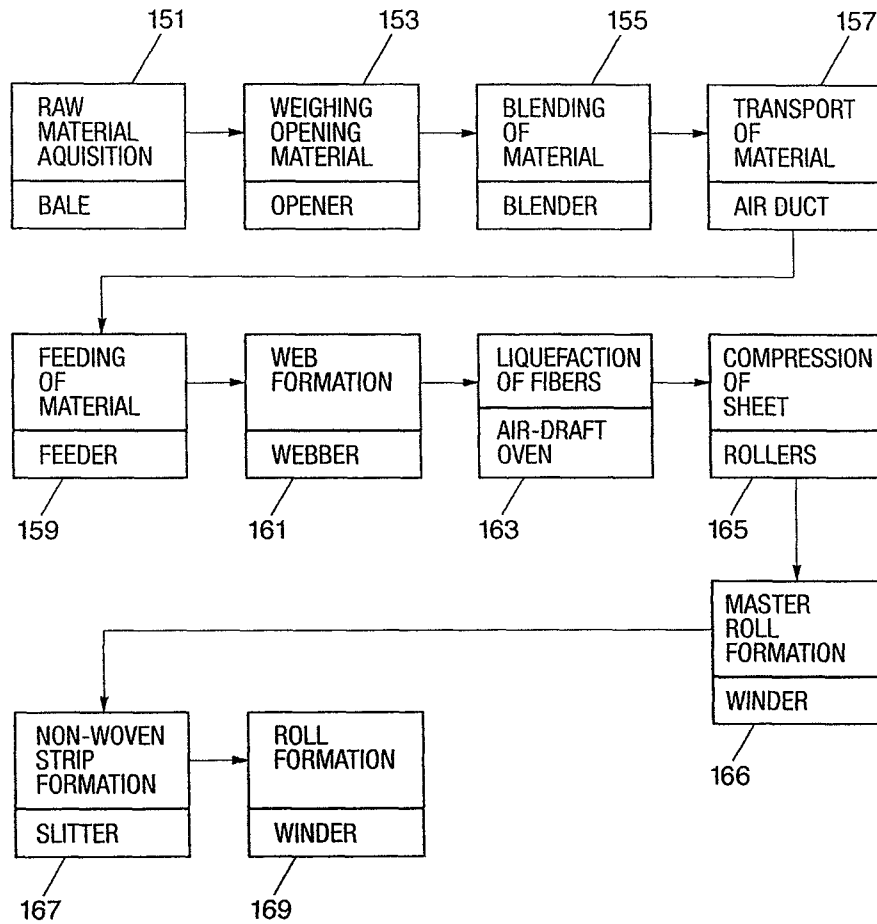 151
153
155
157
RAW
MATERIAL
AQUISITION
BALE
WEIGHING
OPENING
MATERIAL
OPENER
BLENDING
OF
MATERIAL
BLENDER
TRANSPORT
OF
MATERIAL
AIR DUCT
FEEDING
OF
MATERIAL
FEEDER
WEB
FORMATION
WEBBER
LIQUEFACTION
OF FIBERS
AIR-DRAFT
OVEN
COMPRESSION
OF
SHEET
ROLLERS
159
161
163
165
MASTER
ROLL
FORMATION
WINDER
166
NON-WOVEN
STRIP
FORMATION
SLITTER
ROLL
FORMATION
WINDER
167
169